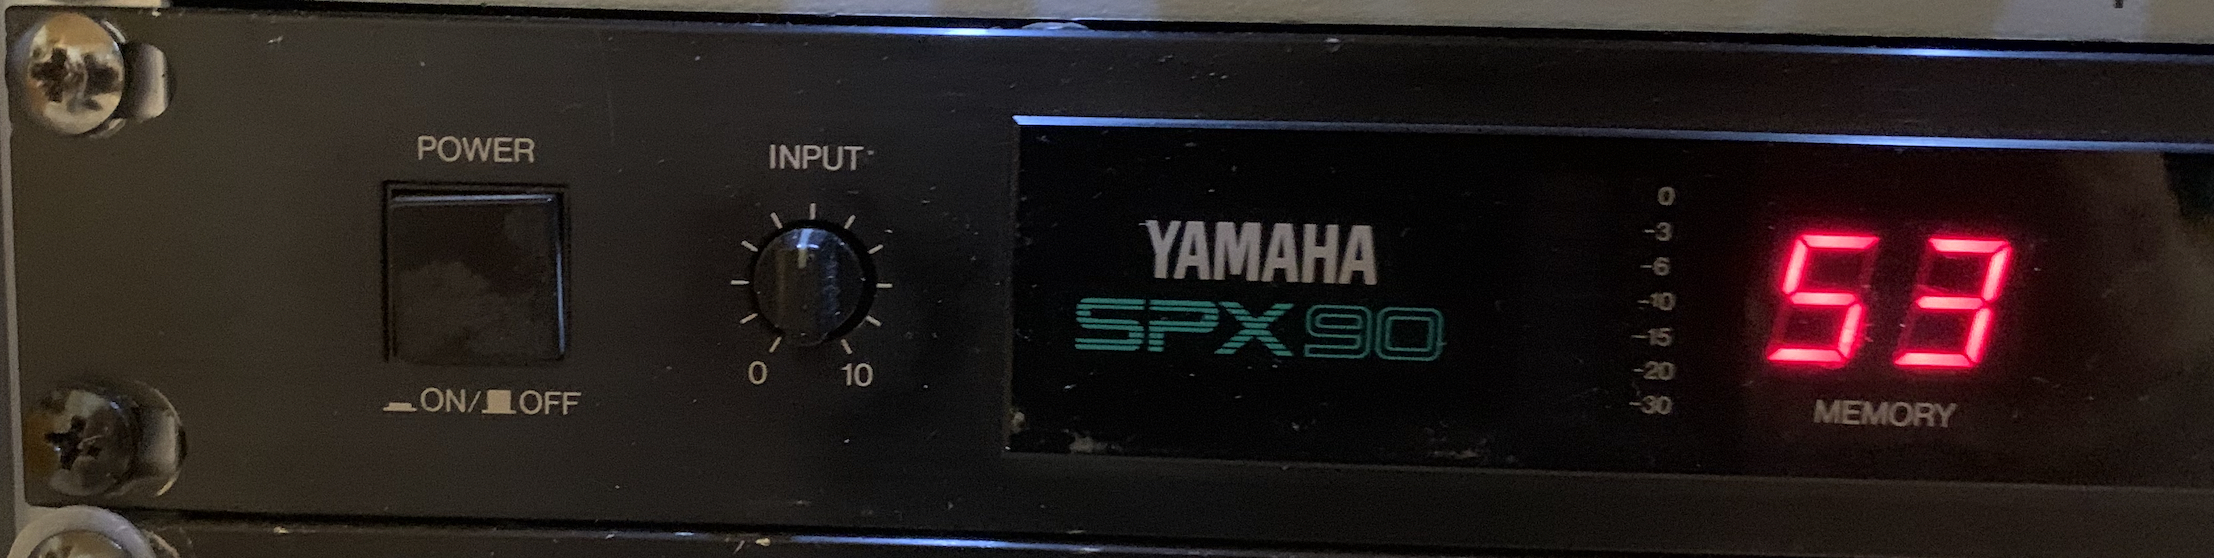 POWER
ON/OFF
INPUT
0 10
YAMAHA
SPX90
0
-3
-6
-10
-15
-20
-30
53
MEMORY